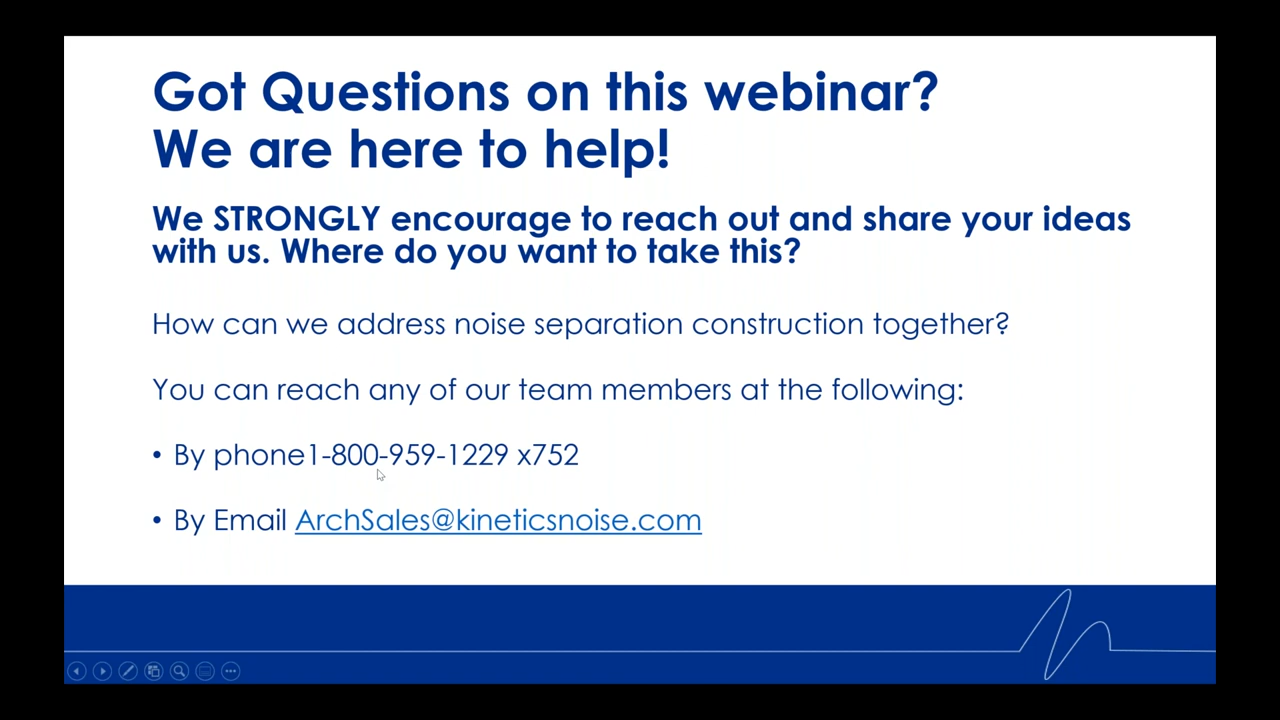 Got Questions on this webinar?
We are here to help!
We STRONGLY encourage to reach out and share your ideas
with us. Where do you want to take this?
How can we address noise separation construction together?
You can reach any of our team members at the following:
• By phone1-800-959-1229 x752
• By Email ArchSales@kineticsnoise.com